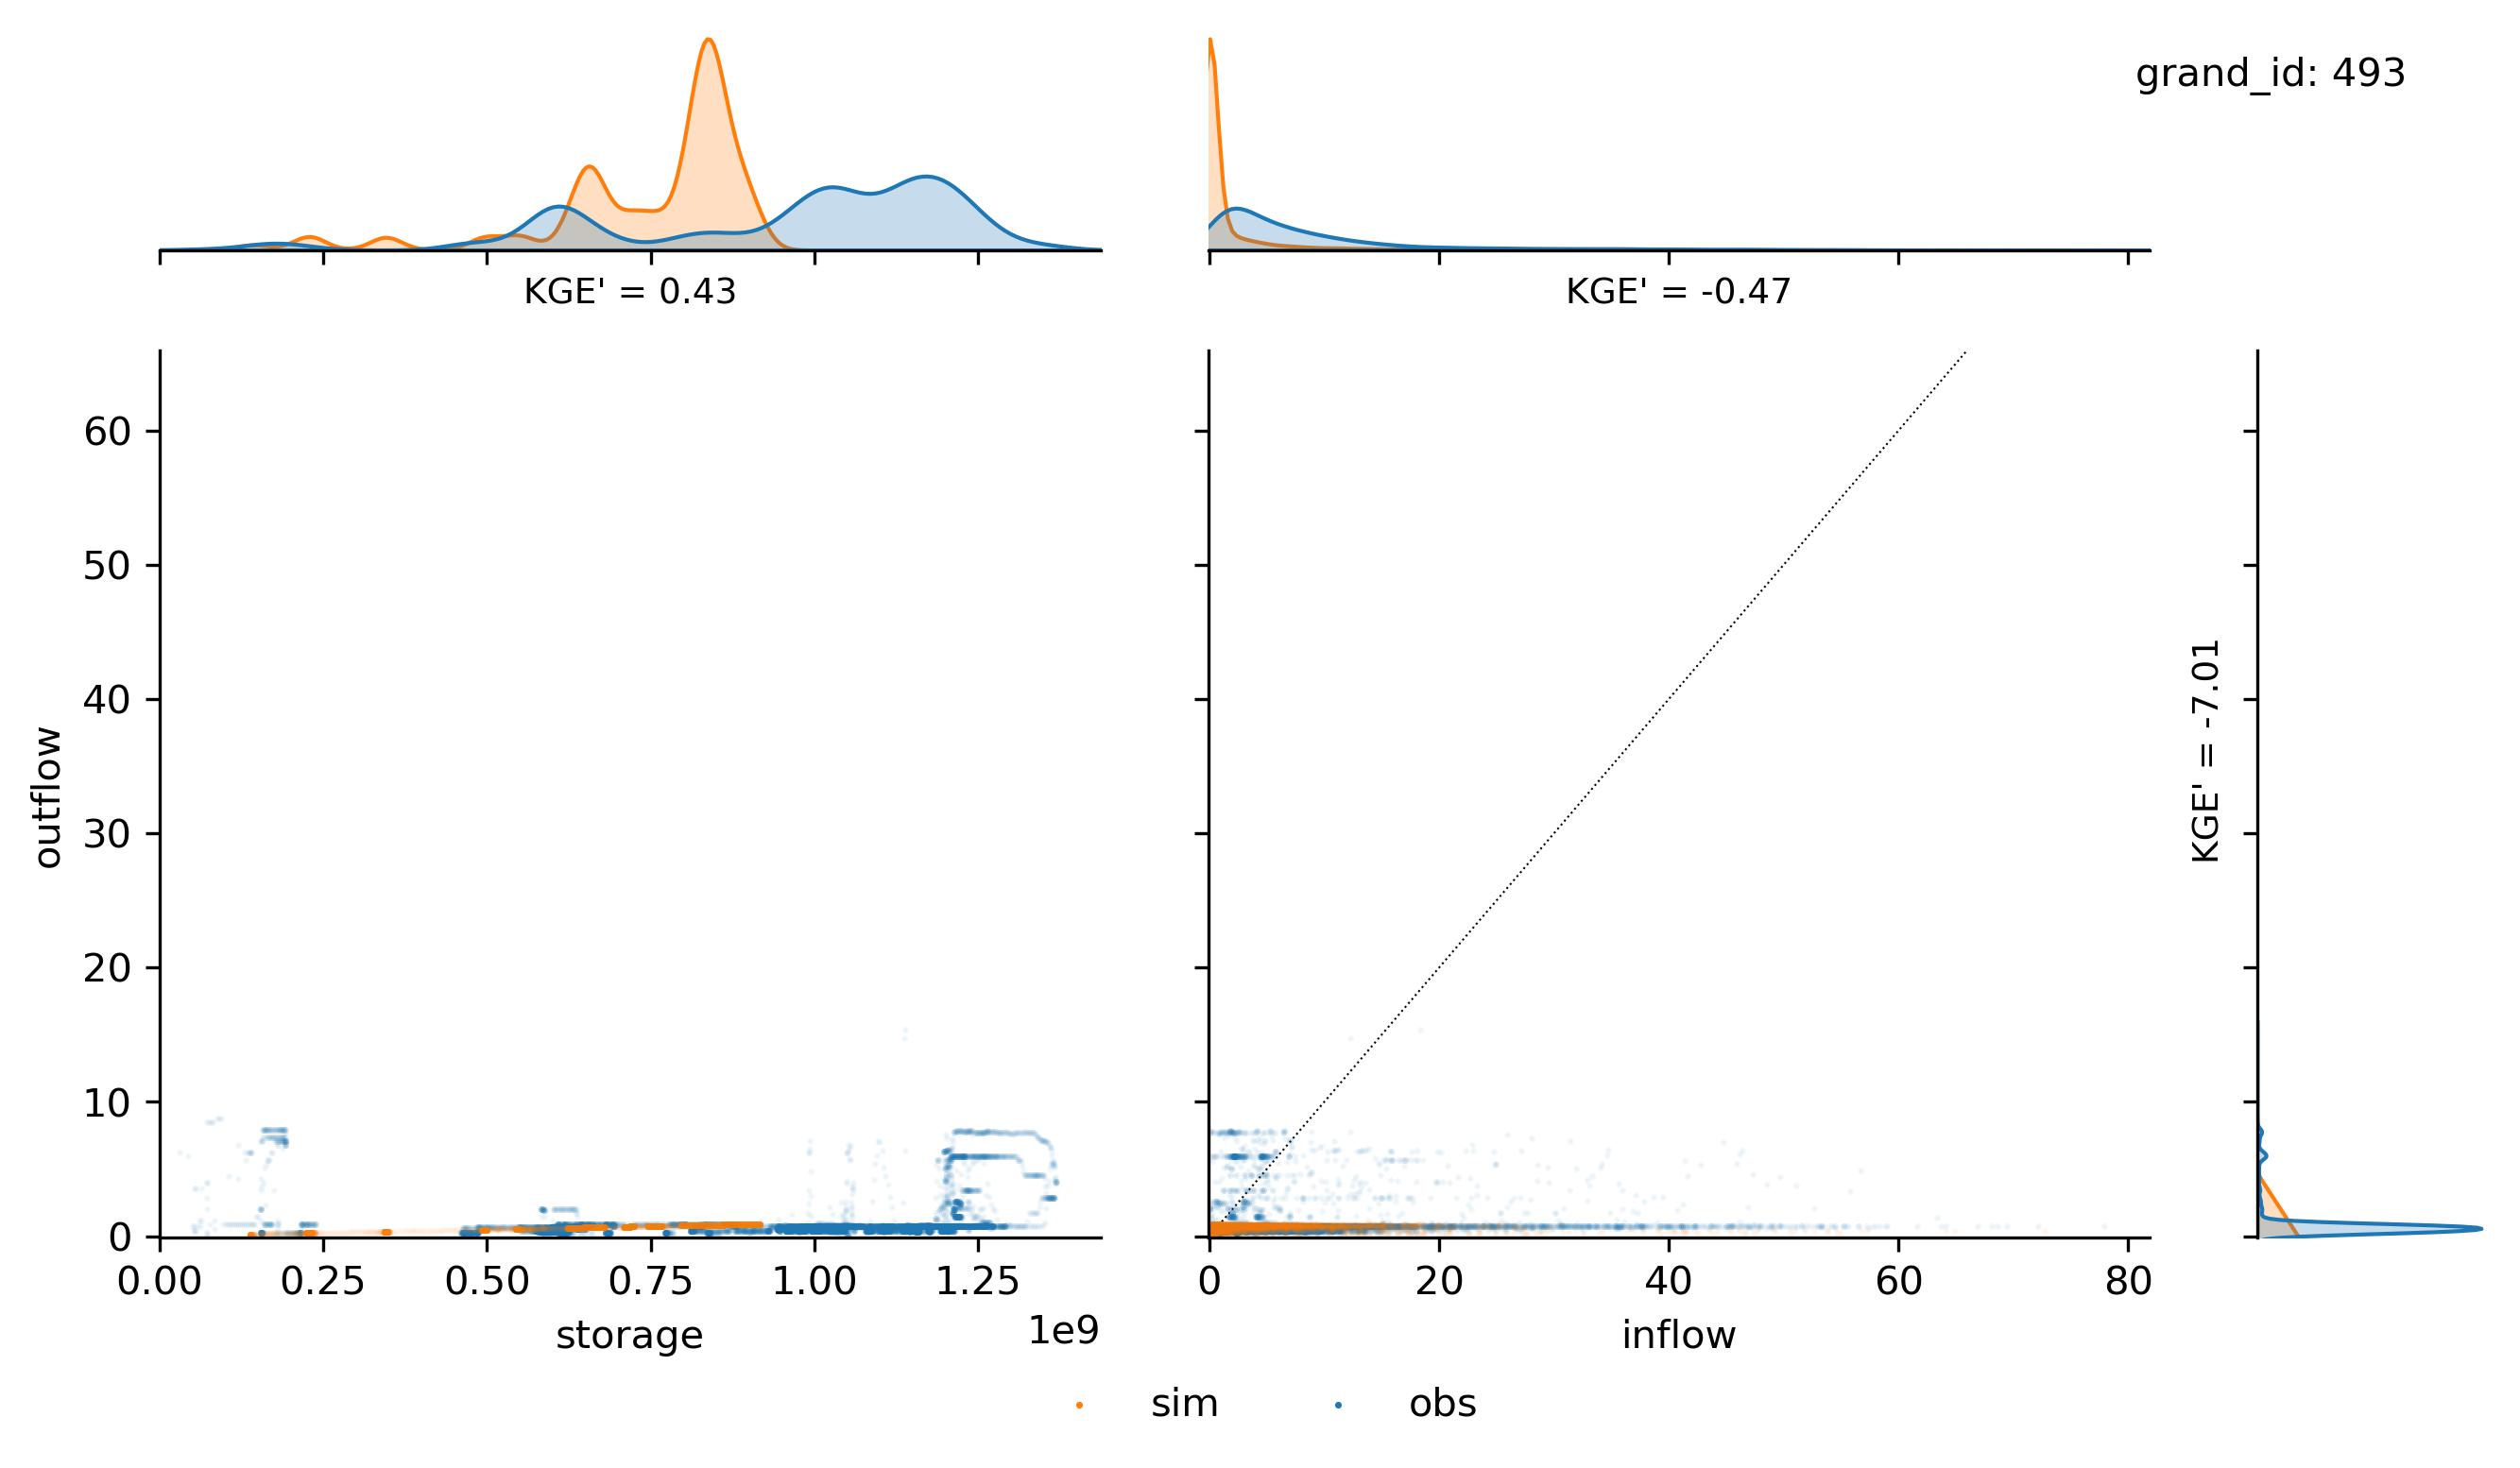 grand_id: 493
KGE' = 0.43
KGE' = -0.47
60
50
40
30
20
10
0
outflow
KGE' = -7.01
0.00 0.25 0.50 0.75 1.00 1.25
1e9
storage
0 20 40 60 80
inflow
sim
obs